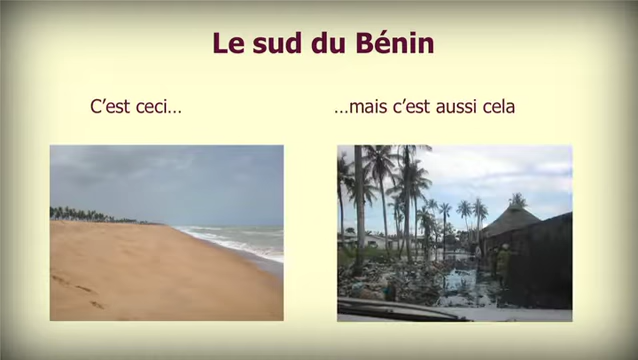 Le sud du Bénin
C’est ceci…
…mais c’est aussi cela